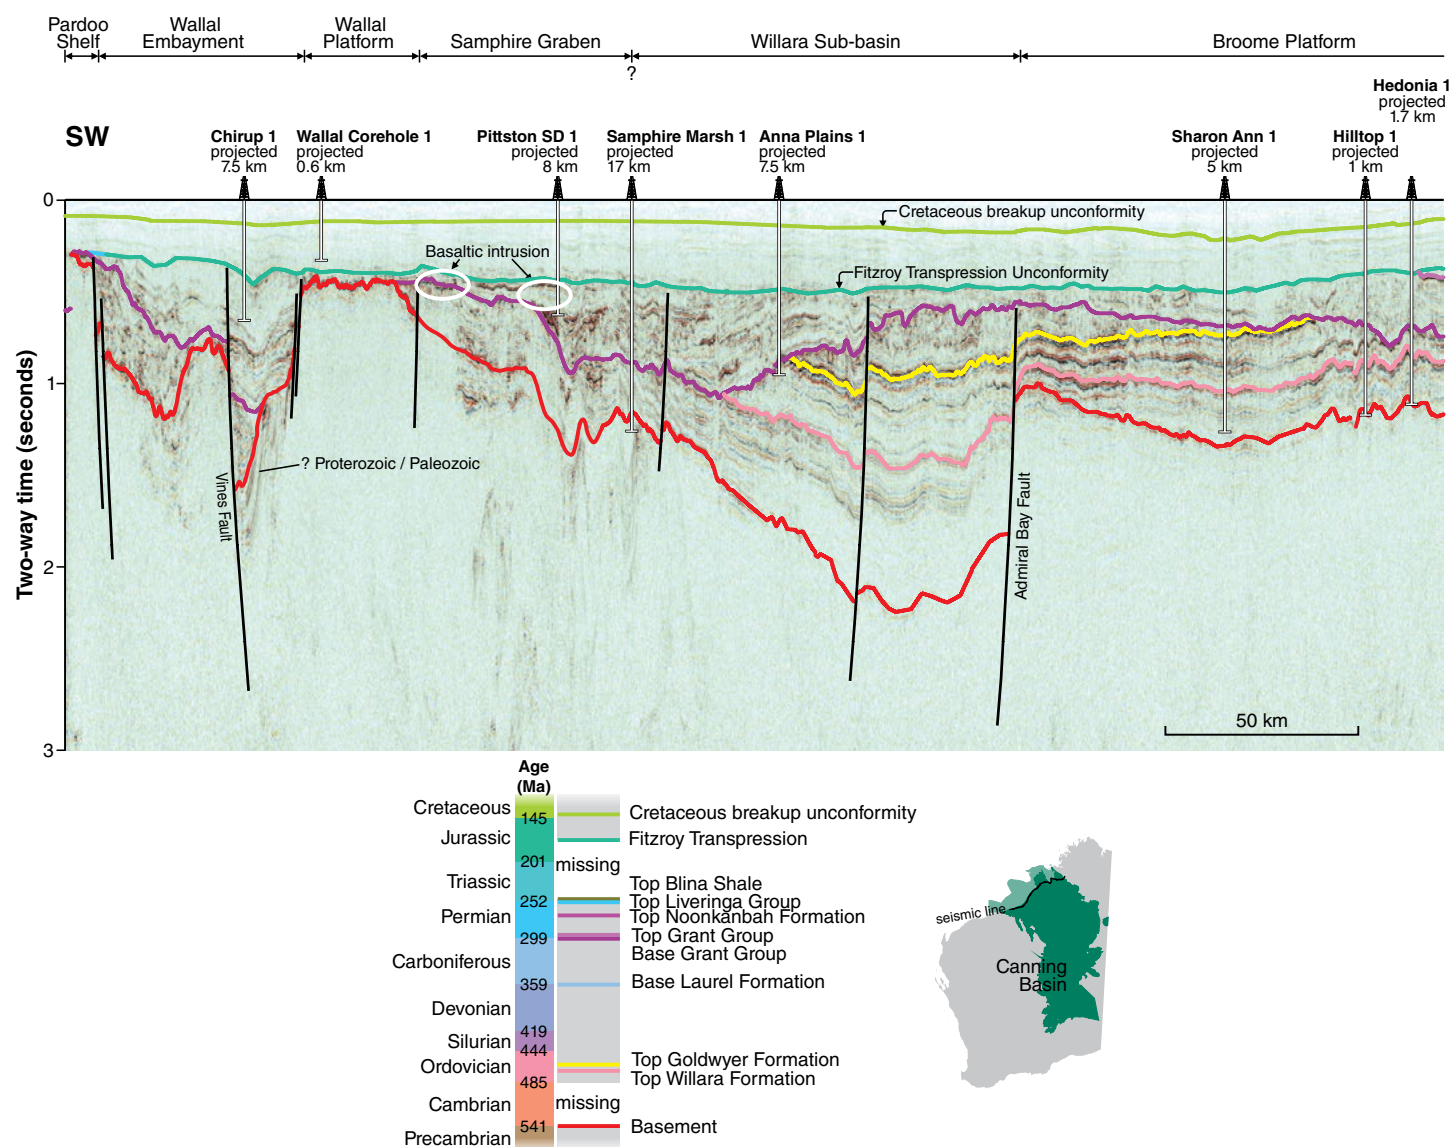 Pardoo
Shelf
Wallal
Embayment
Wallal
Platform
Samphire Graben
Willara Sub-basin
Broome Platform
?
SW
Chirup 1
projected
7.5 km
Wallal Corehole 1
projected
0.6 km
Pittston SD 1
projected
8 km
Samphire Marsh 1
projected
17 km
Anna Plains 1
projected
7.5 km
Sharon Ann 1
projected
5 km
Hilltop 1
projected
1 km
Hedonia 1
projected
1.7 km
0
1
2
3
Two-way time (seconds)
Cretaceous breakup unconformity
Basaltic intrusion
Fitzroy Transpression Unconformity
? Proterozoic / Paleozoic
Vines Fault
Admiral Bay Fault
50 km
Age
(Ma)
Cretaceous
145
Jurassic
201
Triassic
252
Permian
299
Carboniferous
359
Devonian
419
Silurian
444
Ordovician
485
Cambrian
541
Precambrian
Cretaceous breakup unconformity
Fitzroy Transpression
missing
Top Blina Shale
Top Liveringa Group
Top Noonkanbah Formation
Top Grant Group
Base Grant Group
Base Laurel Formation
Top Goldwyer Formation
Top Willara Formation
missing
Basement
seismic line
Canning
Basin